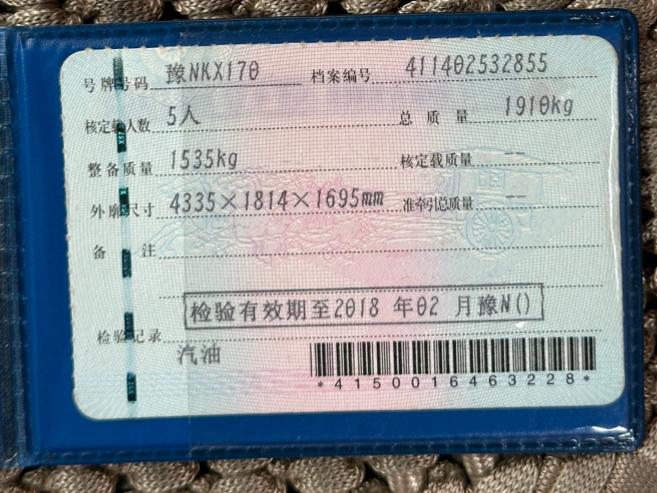 号牌号码 豫NKX170 档案编号 411402532855
核定载人数 5人 总质量 1910kg
整备质量 1535kg 核定载质量 --
外廓尺寸 4335×1814×1695mm 准牵引总质量 --
备注
检验有效期至2018 年02 月豫N()
检验记录
汽油
*4150016463228*